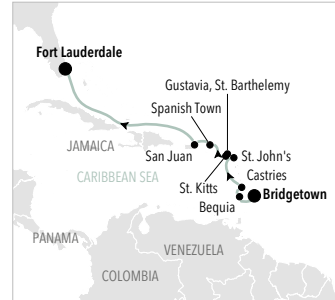 Fort Lauderdale
Gustavia, St. Barthelemy
Spanish Town
JAMAICA
San Juan
St. John's
CARIBBEAN SEA
St. Kitts
Castries
Bequia
Bridgetown
PANAMA
VENEZUELA
COLOMBIA